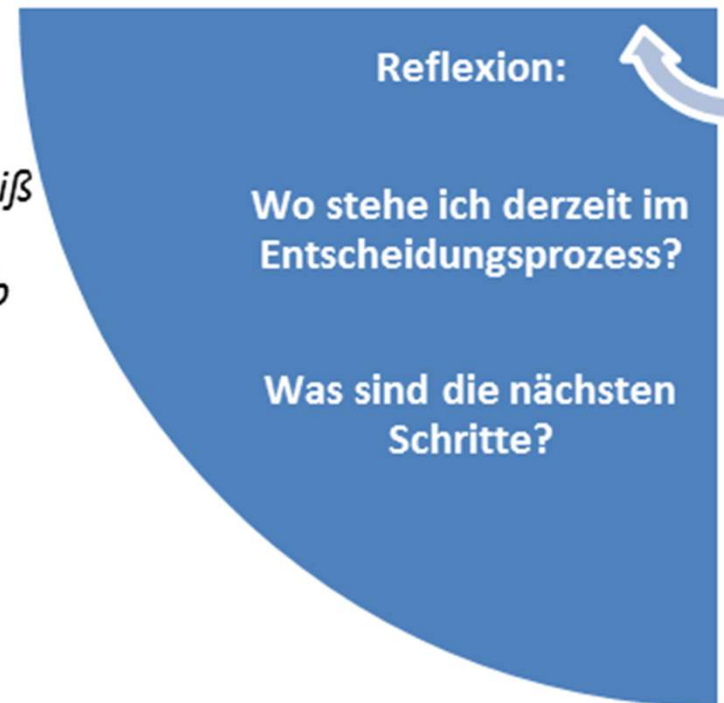 Reflexion:
Wo stehe ich derzeit im
Entscheidungsprozess?
Was sind die nächsten
Schritte?